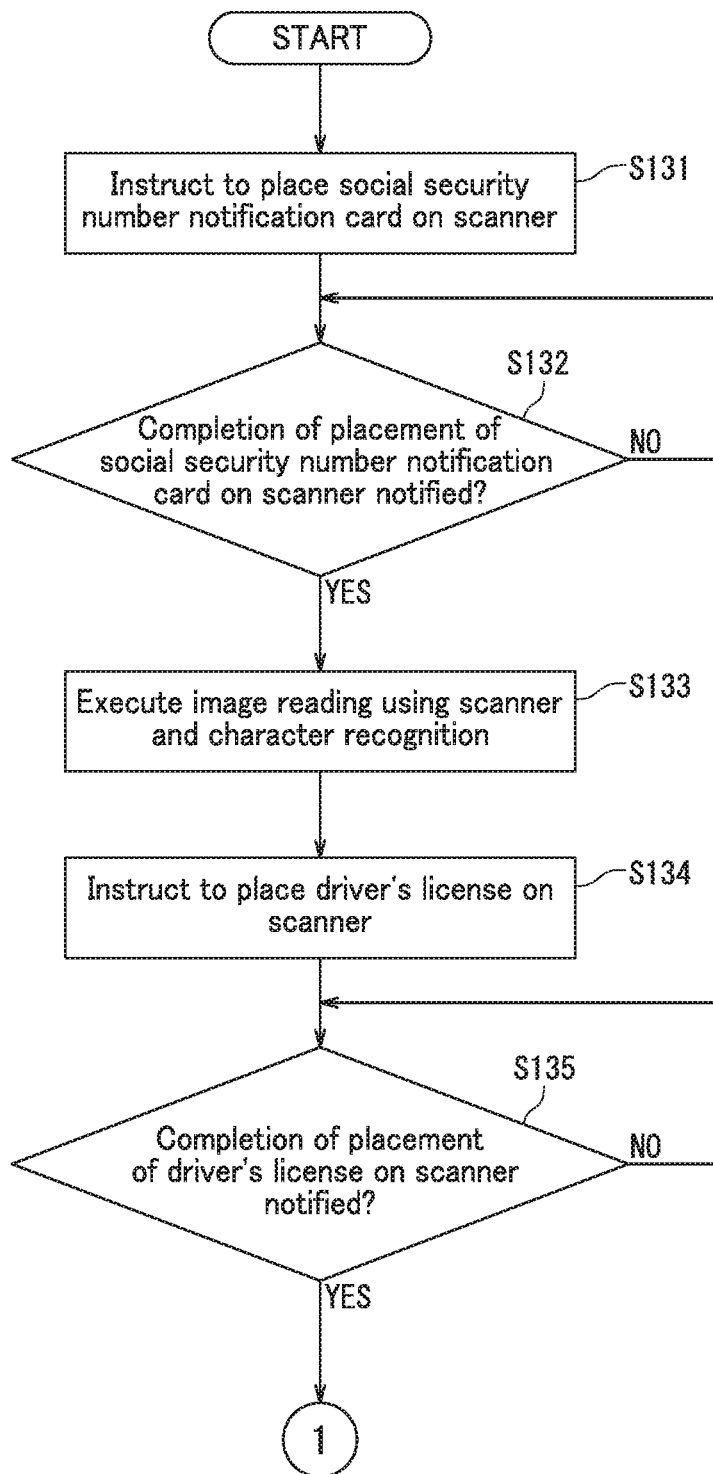 START
S131
Instruct to place social security
number notification card on scanner
S132
Completion of placement of
social security number notification
card on scanner notified?
NO
YES
S133
Execute image reading using scanner
and character recognition
S134
Instruct to place driver's license on
scanner
S135
Completion of placement
of driver's license on scanner
notified?
NO
YES
1